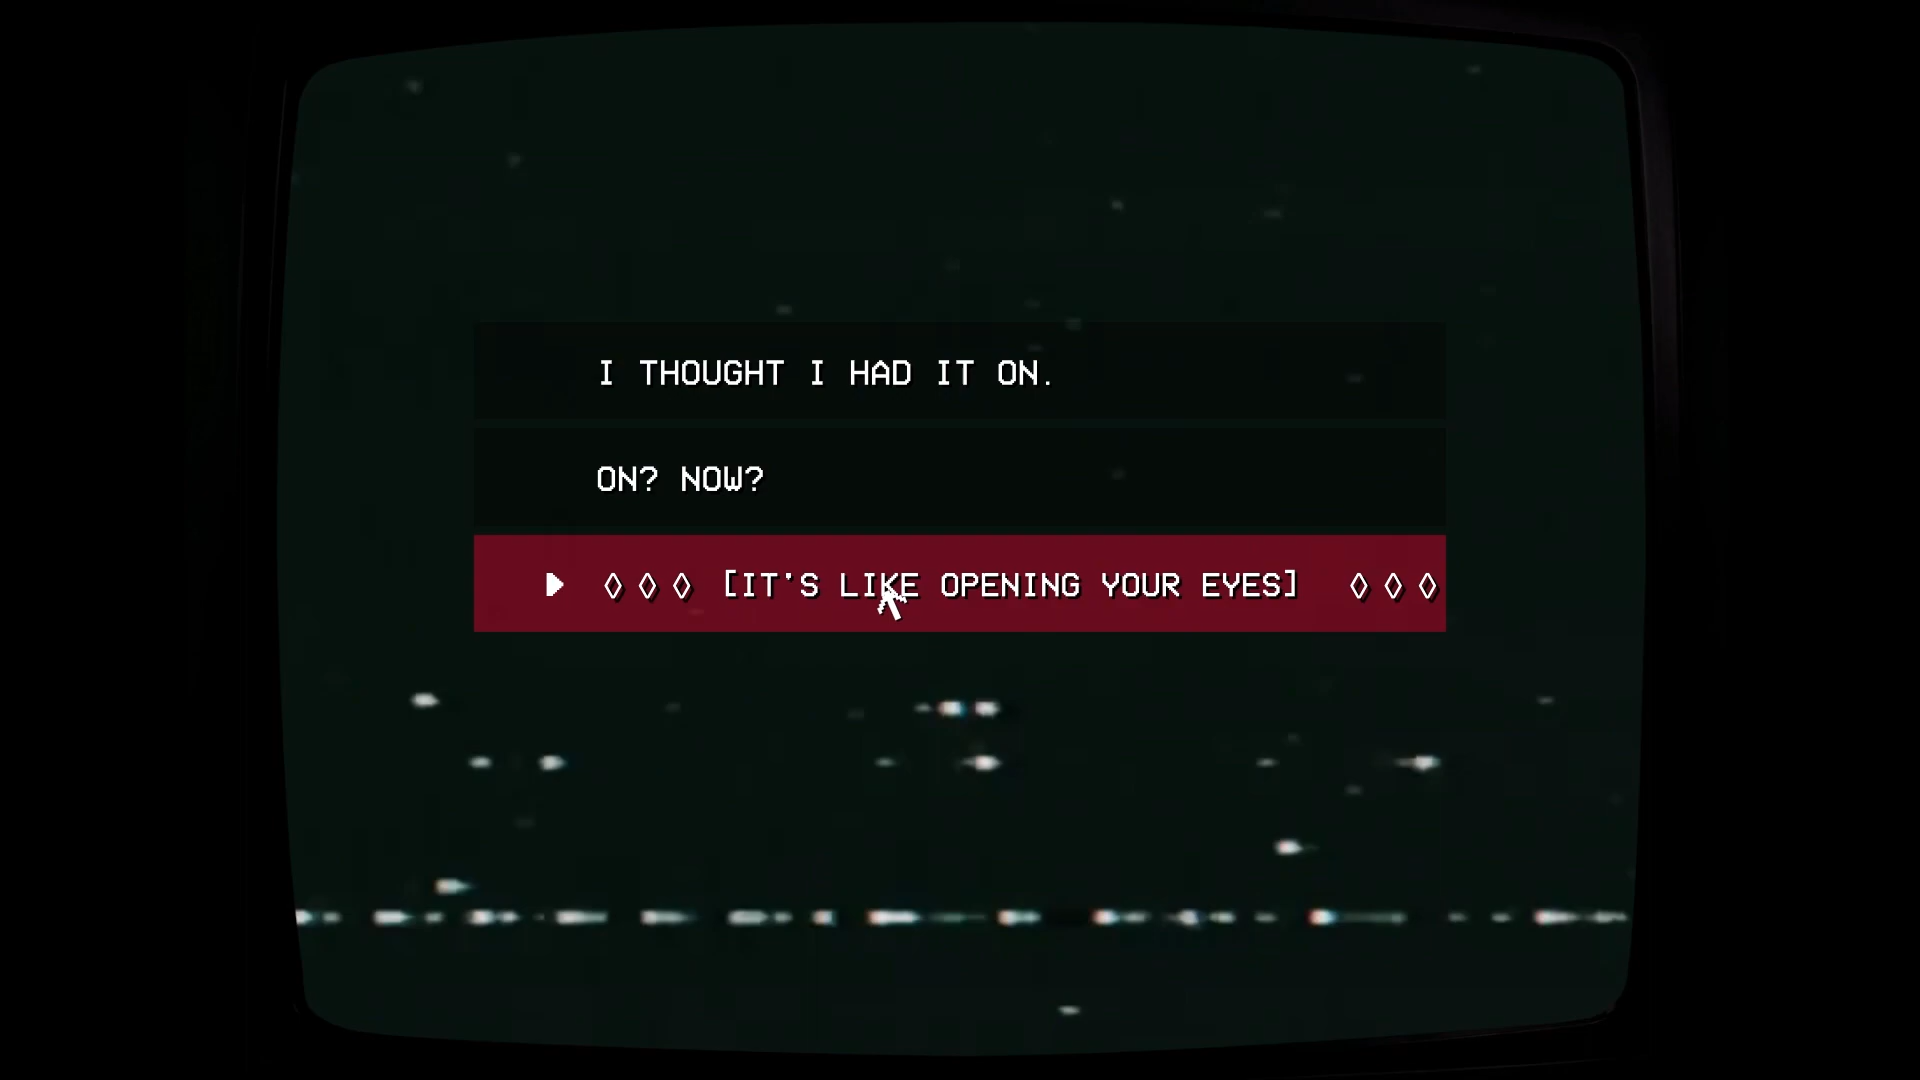 I THOUGHT I HAD IT ON.
ON? NOW?
◊ ◊ ◊ [IT'S LIKE OPENING YOUR EYES] ◊ ◊ ◊